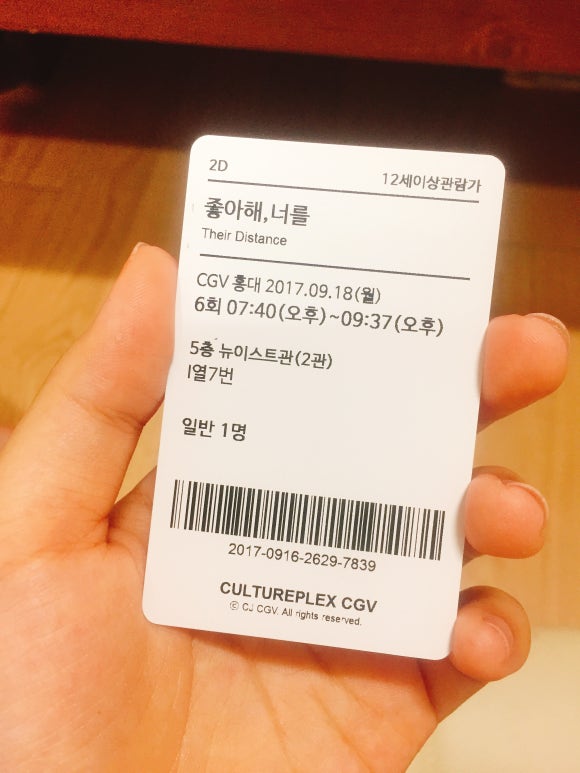 2D
12세이상관람가
좋아해,너를
Their Distance
CGV 홍대 2017.09.18(월)
6회 07:40(오후)~09:37(오후)
5층 뉴이스트관(2관)
I열7번
일반 1명
2017-0916-2629-7839
CULTUREPLEX CGV
ⓒ CJ CGV. All rights reserved.